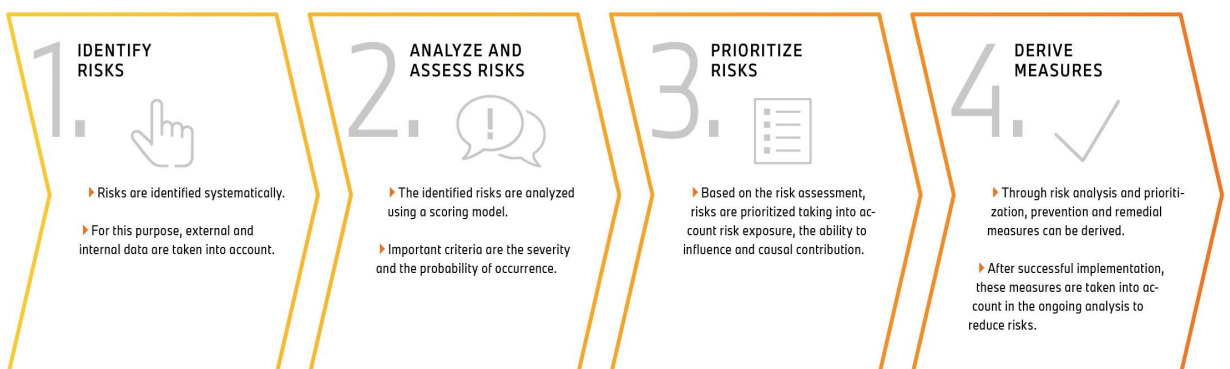 1.
IDENTIFY
RISKS
Risks are identified systematically.
For this purpose, external and
internal data are taken into account.
2.
ANALYZE AND
ASSESS RISKS
!
The identified risks are analyzed
using a scoring model.
Important criteria are the severity
and the probability of occurrence.
3.
PRIORITIZE
RISKS
Based on the risk assessment,
risks are prioritized taking into ac-
count risk exposure, the ability to
influence and causal contribution.
4.
DERIVE
MEASURES
Through risk analysis and prioriti-
zation, prevention and remedial
measures can be derived.
After successful implementation,
these measures are taken into ac-
count in the ongoing analysis to
reduce risks.